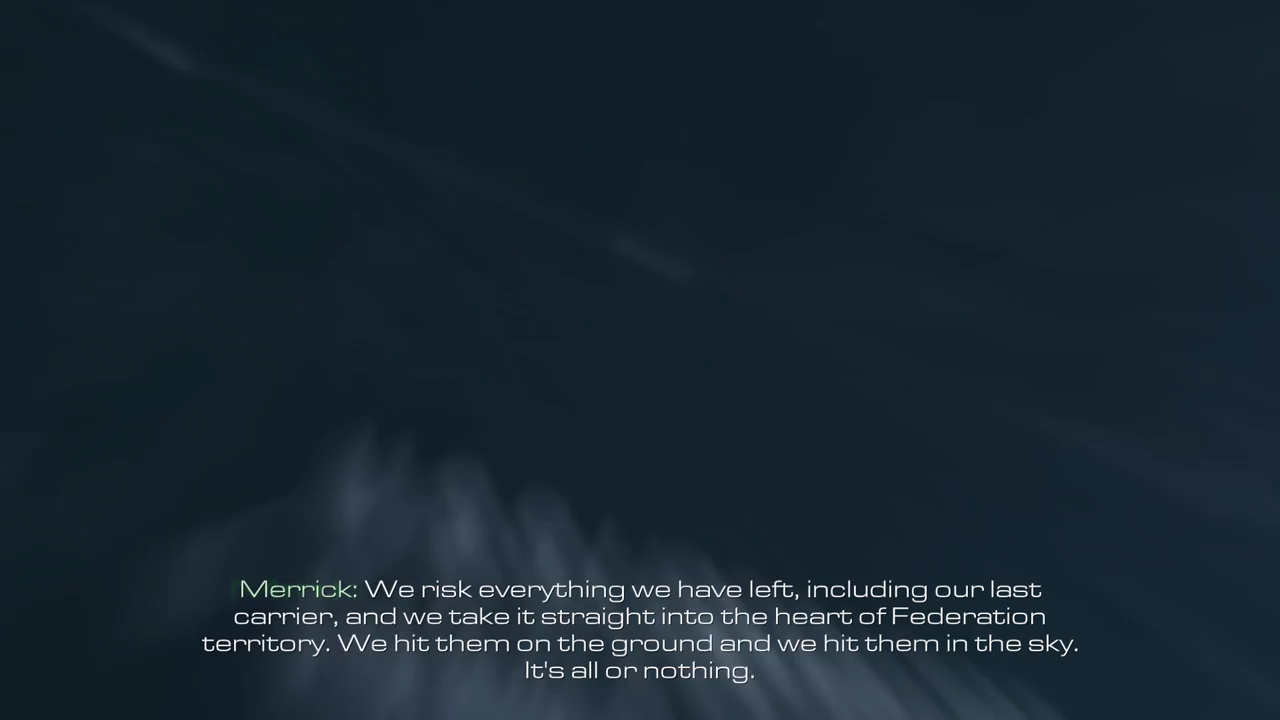 Merrick: We risk everything we have left, including our last
carrier, and we take it straight into the heart of Federation
territory. We hit them on the ground and we hit them in the sky.
It's all or nothing.